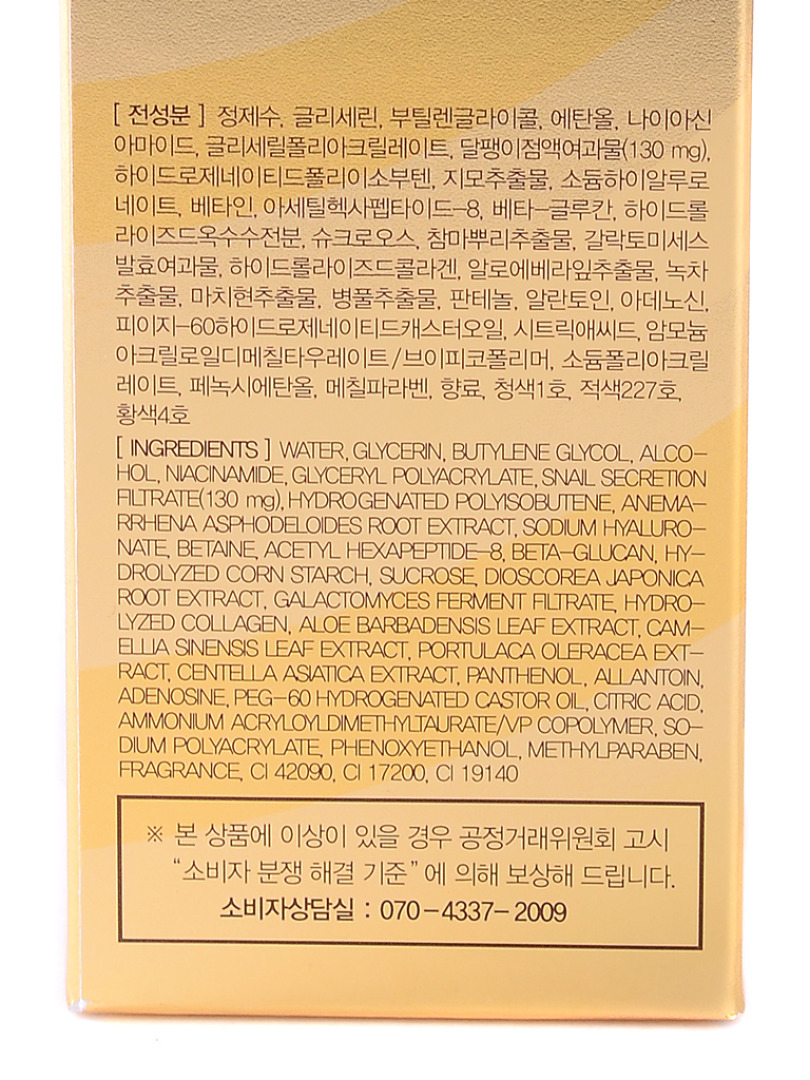 [ 전성분 ] 정제수, 글리세린, 부틸렌글라이콜, 에탄올, 나이아신
아마이드, 글리세릴폴리아크릴레이트, 달팽이점액여과물(130 mg),
하이드로제네이티드폴리이소부텐, 지모추출물, 소듐하이알루로
네이트, 베타인, 아세틸헥사펩타이드-8, 베타-글루칸, 하이드롤
라이즈드옥수수전분, 슈크로오스, 참마뿌리추출물, 갈락토미세스
발효여과물, 하이드롤라이즈드콜라겐, 알로에베라잎추출물, 녹차
추출물, 마치현추출물, 병풀추출물, 판테놀, 알란토인, 아데노신,
피이지-60하이드로제네이티드캐스터오일, 시트릭애씨드, 암모늄
아크릴로일디메칠타우레이트/브이피코폴리머, 소듐폴리아크릴
레이트, 페녹시에탄올, 메칠파라벤, 향료, 청색1호, 적색227호,
황색4호
[ INGREDIENTS ] WATER, GLYCERIN, BUTYLENE GLYCOL, ALCO-
HOL, NIACINAMIDE, GLYCERYL POLYACRYLATE, SNAIL SECRETION
FILTRATE(130 mg), HYDROGENATED POLYISOBUTENE, ANEMA-
RRHENA ASPHODELOIDES ROOT EXTRACT, SODIUM HYALURO-
NATE, BETAINE, ACETYL HEXAPEPTIDE-8, BETA-GLUCAN, HY-
DROLYZED CORN STARCH, SUCROSE, DIOSCOREA JAPONICA
ROOT EXTRACT, GALACTOMYCES FERMENT FILTRATE, HYDRO-
LYZED COLLAGEN, ALOE BARBADENSIS LEAF EXTRACT, CAM-
ELLIA SINENSIS LEAF EXTRACT, PORTULACA OLERACEA EXT-
RACT, CENTELLA ASIATICA EXTRACT, PANTHENOL, ALLANTOIN,
ADENOSINE, PEG-60 HYDROGENATED CASTOR OIL, CITRIC ACID,
AMMONIUM ACRYLOYLDIMETHYLTAURATE/VP COPOLYMER, SO-
DIUM POLYACRYLATE, PHENOXYETHANOL, METHYLPARABEN,
FRAGRANCE, CI 42090, CI 17200, CI 19140
※ 본 상품에 이상이 있을 경우 공정거래위원회 고시
"소비자 분쟁 해결 기준"에 의해 보상해 드립니다.
소비자상담실 : 070-4337-2009